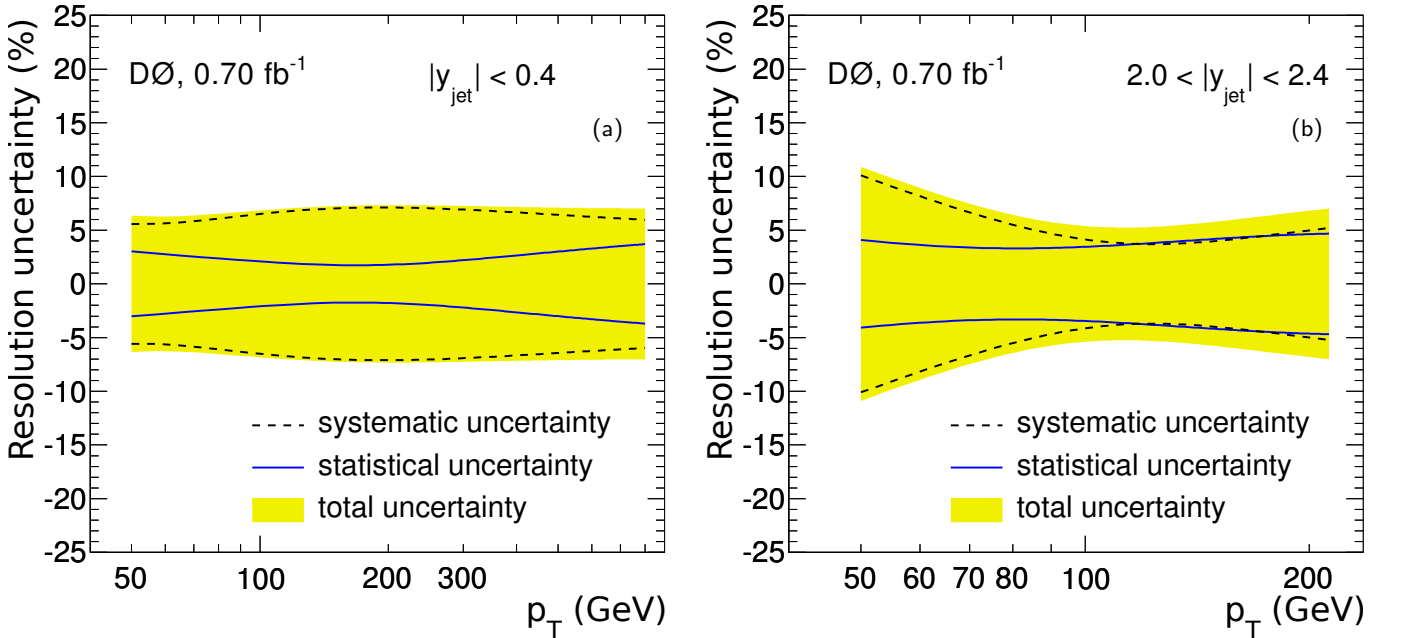 Resolution uncertainty (%)
25
20
15
10
5
0
-5
-10
-15
-20
-25
DØ, 0.70 fb-1
|yjet| < 0.4
(a)
systematic uncertainty
statistical uncertainty
total uncertainty
50 100 200 300
pT (GeV)
Resolution uncertainty (%)
25
20
15
10
5
0
-5
-10
-15
-20
-25
DØ, 0.70 fb-1
2.0 < |yjet| < 2.4
(b)
systematic uncertainty
statistical uncertainty
total uncertainty
50 60 70 80 100 200
pT (GeV)